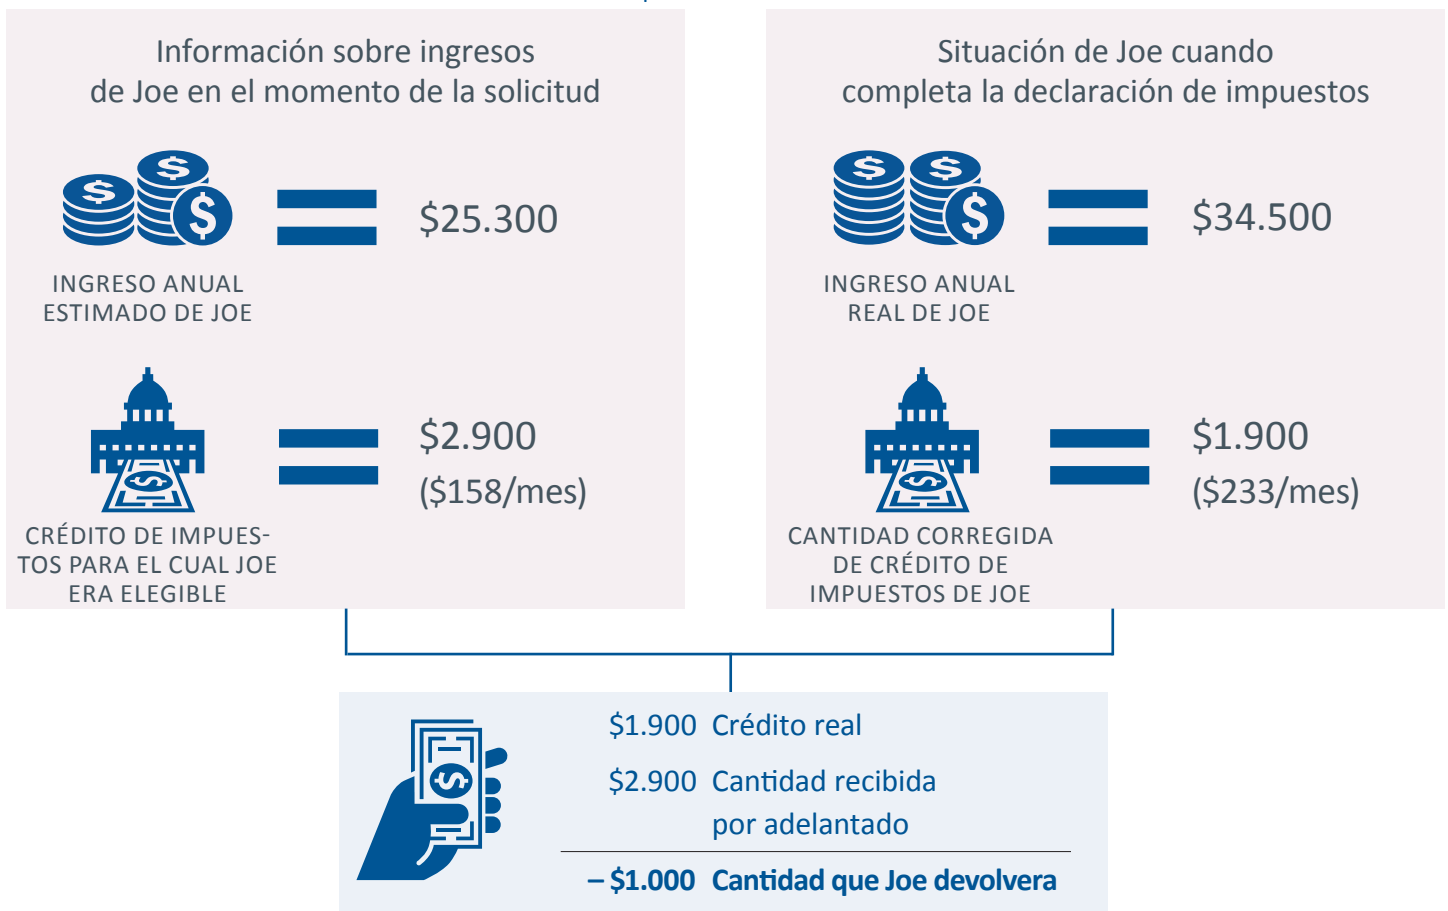 Información sobre ingresos
de Joe en el momento de la solicitud
$25.300
INGRESO ANUAL
ESTIMADO DE JOE
$2.900
($158/mes)
CRÉDITO DE IMPUES-
TOS PARA EL CUAL JOE
ERA ELEGIBLE
Situación de Joe cuando
completa la declaración de impuestos
$34.500
INGRESO ANUAL
REAL DE JOE
$1.900
($233/mes)
CANTIDAD CORREGIDA
DE CRÉDITO DE
IMPUESTOS DE JOE
$1.900 Crédito real
$2.900 Cantidad recibida
por adelantado
– $1.000 Cantidad que Joe devolvera